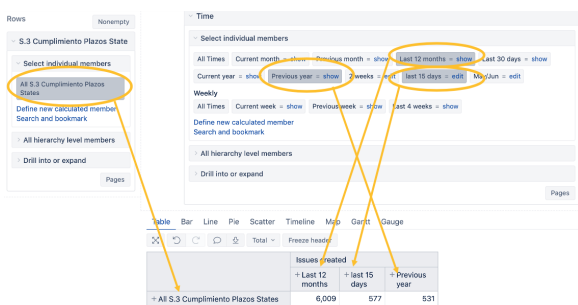 Rows
Nonempty
S.3 Cumplimiento Plazos State
Select individual members
All S.3 Cumplimiento Plazos
States
Define new calculated member
Search and bookmark
All hierarchy level members
Drill into or expand
Pages
Time
Select individual members
All Times Current month = show Previous month = show Last 12 months = show Last 30 days = show
Current year = show Previous year = show 7 weeks = edit last 15 days = edit May/Jun = edit
Weekly
All Times Current week = show Previous week = show Last 4 weeks = show
Define new calculated member
Search and bookmark
All hierarchy level members
Drill into or expand
Pages
Table Bar Line Pie Scatter Timeline Map Gantt Gauge
Total Freeze header
Issues created
+ Last 12 months + last 15 days + Previous year
+ All S.3 Cumplimiento Plazos States 6,009 577 531